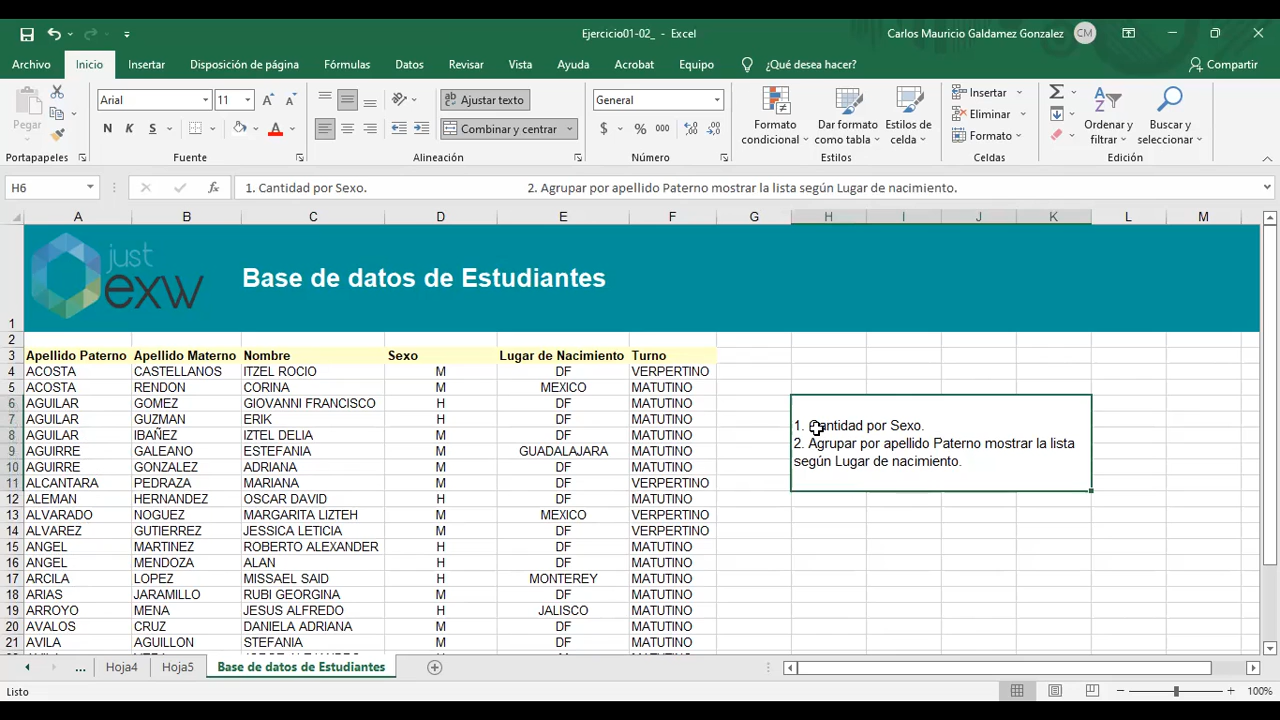 Ejercicio01-02_ - Excel
Carlos Mauricio Galdamez Gonzalez CM
Archivo Inicio Insertar Disposición de página Fórmulas Datos Revisar Vista Ayuda Acrobat Equipo ¿Qué desea hacer? Compartir
Pegar
Arial 11
N K S
Ajustar texto
Combinar y centrar
General
$ % 000
Formato condicional
Dar formato como tabla
Estilos de celda
Insertar
Eliminar
Formato
Ordenar y filtrar
Buscar y seleccionar
Portapapeles Fuente Alineación Número Estilos Celdas Edición
H6 fx 1. Cantidad por Sexo. 2. Agrupar por apellido Paterno mostrar la lista según Lugar de nacimiento.
A B C D E F G H I J K L M
just
exw
Base de datos de Estudiantes
1
2
3 Apellido Paterno Apellido Materno Nombre Sexo Lugar de Nacimiento Turno
4 ACOSTA CASTELLANOS ITZEL ROCIO M DF VERPERTINO
5 ACOSTA RENDON CORINA M MEXICO MATUTINO
6 AGUILAR GOMEZ GIOVANNI FRANCISCO H DF MATUTINO
7 AGUILAR GUZMAN ERIK H DF MATUTINO
8 AGUILAR IBAÑEZ IZTEL DELIA M DF MATUTINO
9 AGUIRRE GALEANO ESTEFANIA M GUADALAJARA MATUTINO
10 AGUIRRE GONZALEZ ADRIANA M DF MATUTINO
11 ALCANTARA PEDRAZA MARIANA M DF VERPERTINO
12 ALEMAN HERNANDEZ OSCAR DAVID H DF MATUTINO
13 ALVARADO NOGUEZ MARGARITA LIZTEH M MEXICO VERPERTINO
14 ALVAREZ GUTIERREZ JESSICA LETICIA M DF VERPERTINO
15 ANGEL MARTINEZ ROBERTO ALEXANDER H DF MATUTINO
16 ANGEL MENDOZA ALAN H DF MATUTINO
17 ARCILA LOPEZ MISSAEL SAID H MONTEREY MATUTINO
18 ARIAS JARAMILLO RUBI GEORGINA M DF MATUTINO
19 ARROYO MENA JESUS ALFREDO H JALISCO MATUTINO
20 AVALOS CRUZ DANIELA ADRIANA M DF MATUTINO
21 AVILA AGUILLON STEFANIA M DF MATUTINO
1. Cantidad por Sexo.
2. Agrupar por apellido Paterno mostrar la lista
según Lugar de nacimiento.
... Hoja4 Hoja5 Base de datos de Estudiantes
Listo 100%